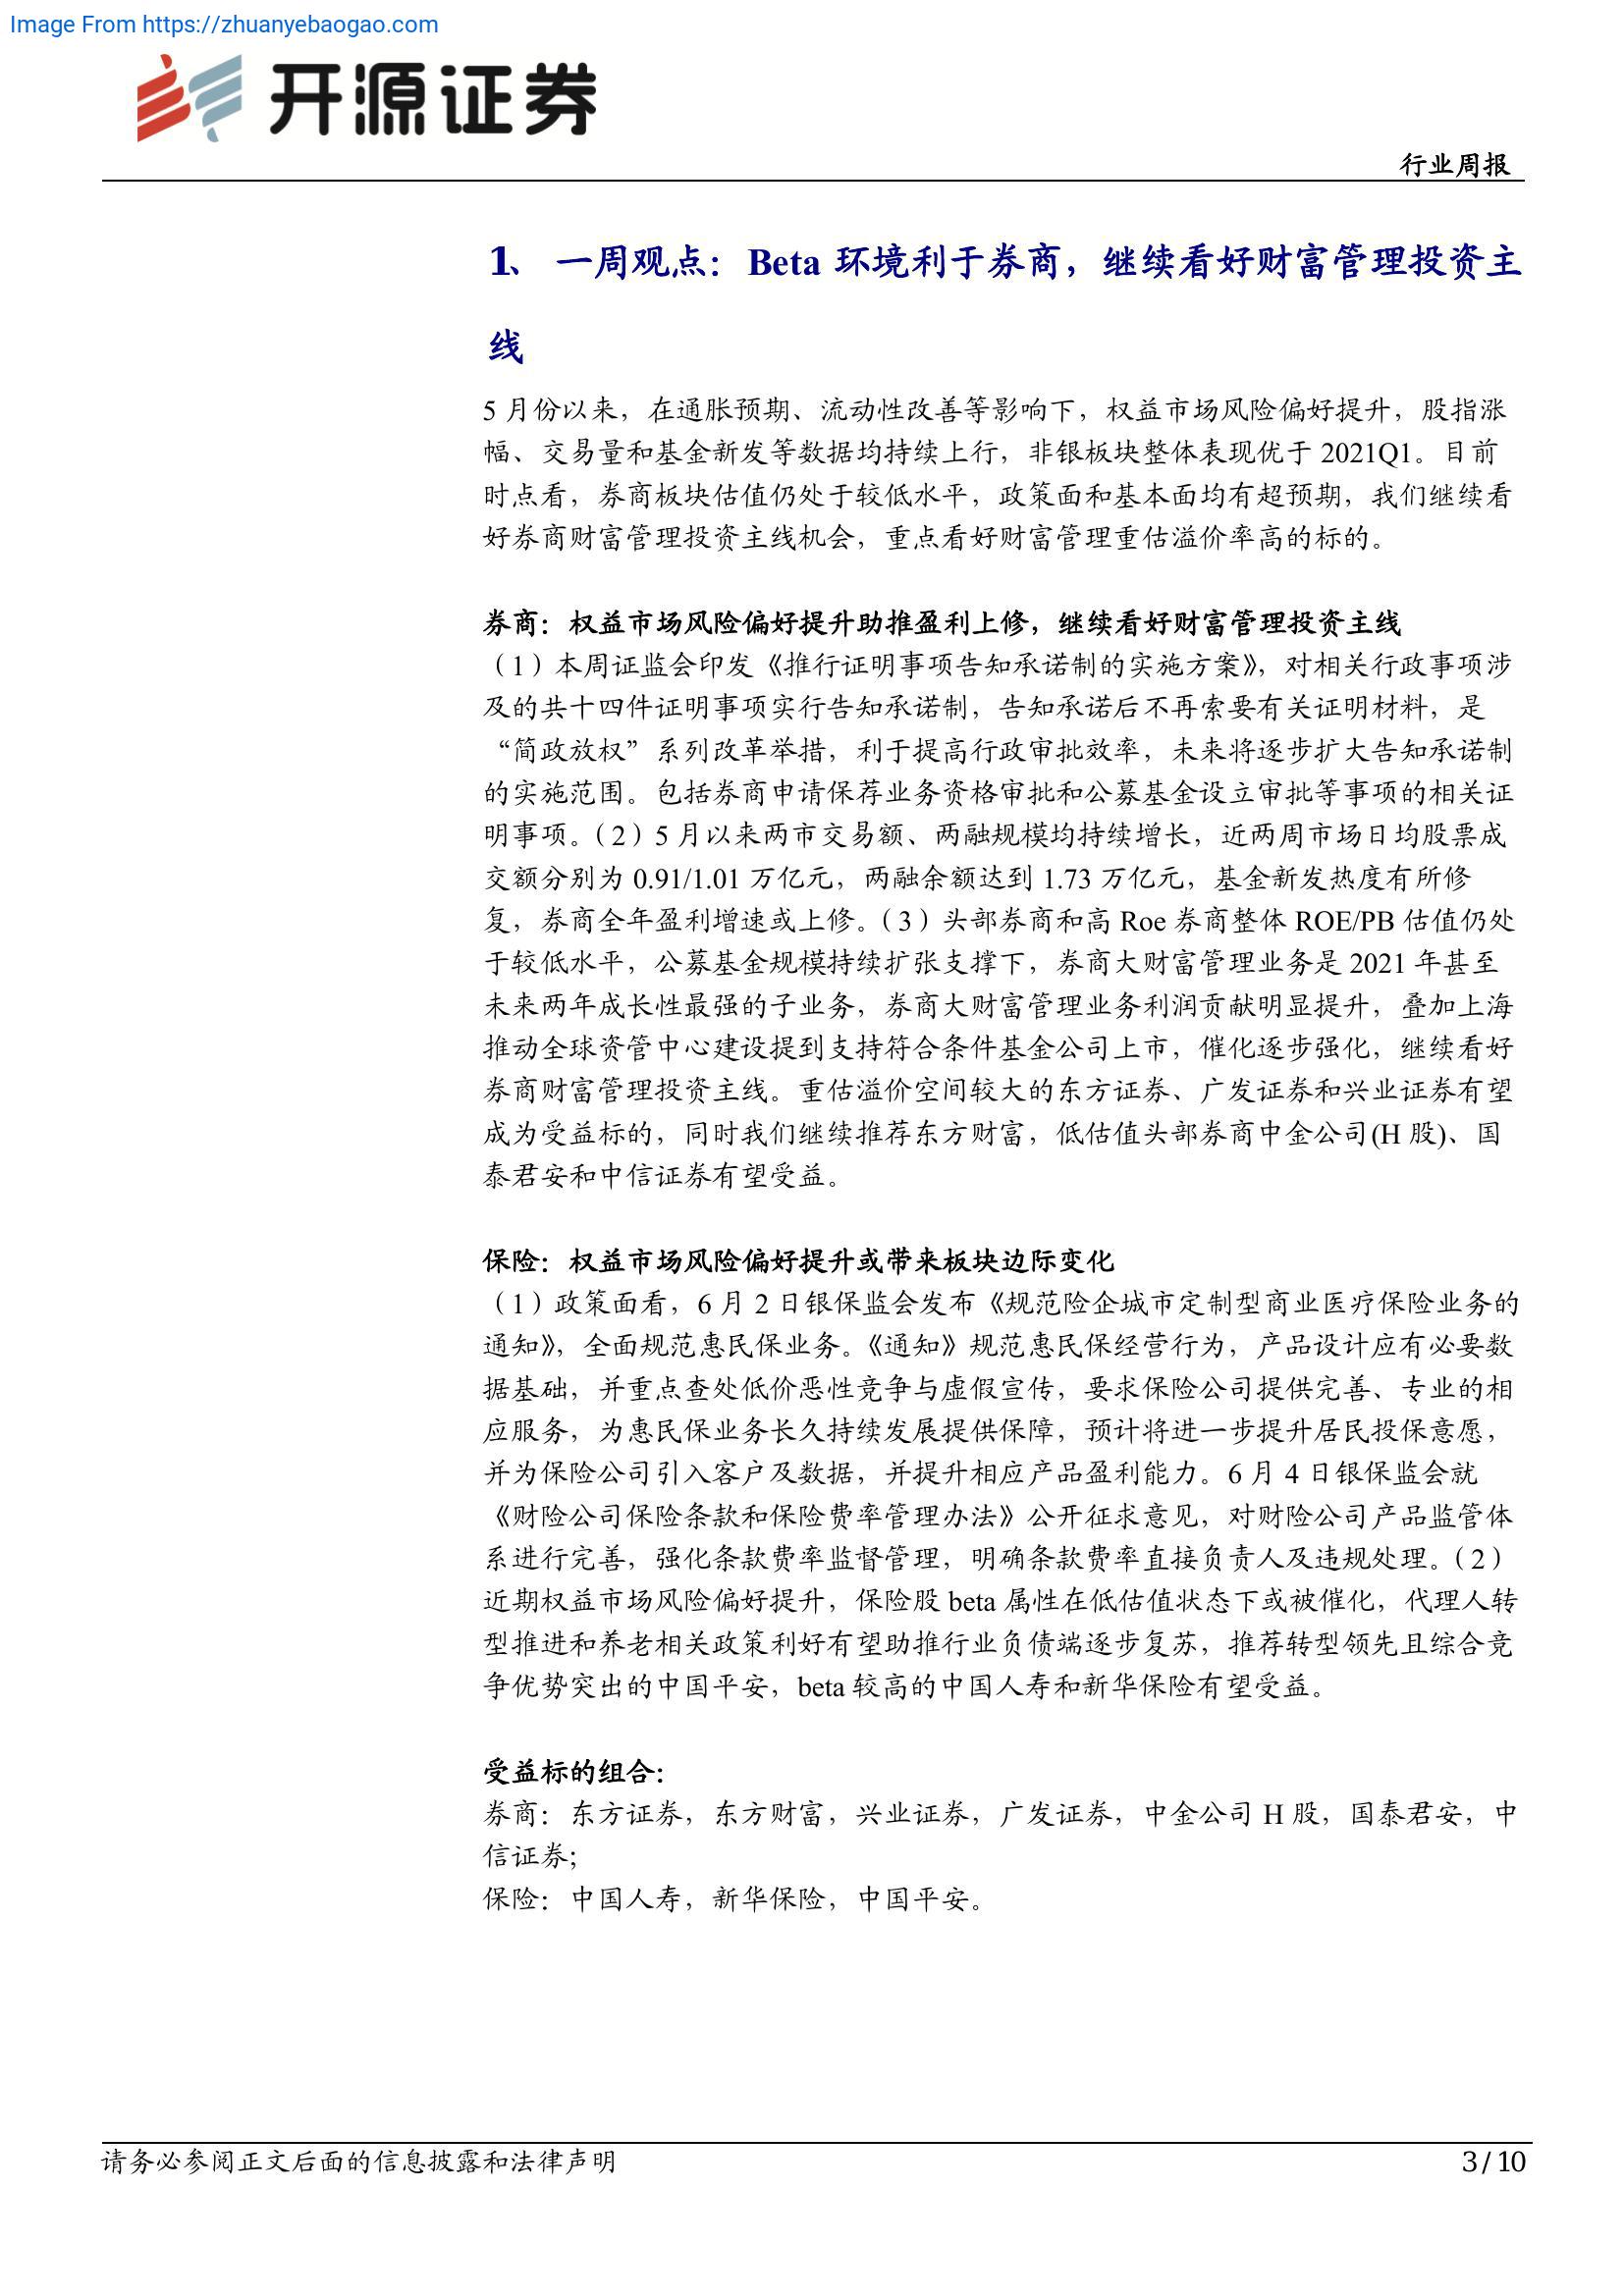 Image From https://zhuanyebaogao.com
开源证券
行业周报
1、 一周观点：Beta 环境利于券商，继续看好财富管理投资主
线
5 月份以来，在通胀预期、流动性改善等影响下，权益市场风险偏好提升，股指涨
幅、交易量和基金新发等数据均持续上行，非银板块整体表现优于 2021Q1。目前
时点看，券商板块估值仍处于较低水平，政策面和基本面均有超预期，我们继续看
好券商财富管理投资主线机会，重点看好财富管理重估溢价率高的标的。
券商：权益市场风险偏好提升助推盈利上修，继续看好财富管理投资主线
（1）本周证监会印发《推行证明事项告知承诺制的实施方案》，对相关行政事项涉
及的共十四件证明事项实行告知承诺制，告知承诺后不再索要有关证明材料，是
“简政放权”系列改革举措，利于提高行政审批效率，未来将逐步扩大告知承诺制
的实施范围。包括券商申请保荐业务资格审批和公募基金设立审批等事项的相关证
明事项。（2）5 月以来两市交易额、两融规模均持续增长，近两周市场日均股票成
交额分别为 0.91/1.01 万亿元，两融余额达到 1.73 万亿元，基金新发热度有所修
复，券商全年盈利增速或上修。（3）头部券商和高 Roe 券商整体 ROE/PB 估值仍处
于较低水平，公募基金规模持续扩张支撑下，券商大财富管理业务是 2021 年甚至
未来两年成长性最强的子业务，券商大财富管理业务利润贡献明显提升，叠加上海
推动全球资管中心建设提到支持符合条件基金公司上市，催化逐步强化，继续看好
券商财富管理投资主线。重估溢价空间较大的东方证券、广发证券和兴业证券有望
成为受益标的，同时我们继续推荐东方财富，低估值头部券商中金公司(H 股)、国
泰君安和中信证券有望受益。
保险：权益市场风险偏好提升或带来板块边际变化
（1）政策面看，6 月 2 日银保监会发布《规范险企城市定制型商业医疗保险业务的
通知》，全面规范惠民保业务。《通知》规范惠民保经营行为，产品设计应有必要数
据基础，并重点查处低价恶性竞争与虚假宣传，要求保险公司提供完善、专业的相
应服务，为惠民保业务长久持续发展提供保障，预计将进一步提升居民投保意愿，
并为保险公司引入客户及数据，并提升相应产品盈利能力。6 月 4 日银保监会就
《财险公司保险条款和保险费率管理办法》公开征求意见，对财险公司产品监管体
系进行完善，强化条款费率监督管理，明确条款费率直接负责人及违规处理。（2）
近期权益市场风险偏好提升，保险股 beta 属性在低估值状态下或被催化，代理人转
型推进和养老相关政策利好有望助推行业负债端逐步复苏，推荐转型领先且综合竞
争优势突出的中国平安，beta 较高的中国人寿和新华保险有望受益。
受益标的组合：
券商：东方证券，东方财富，兴业证券，广发证券，中金公司 H 股，国泰君安，中
信证券；
保险：中国人寿，新华保险，中国平安。
请务必参阅正文后面的信息披露和法律声明
3 / 10